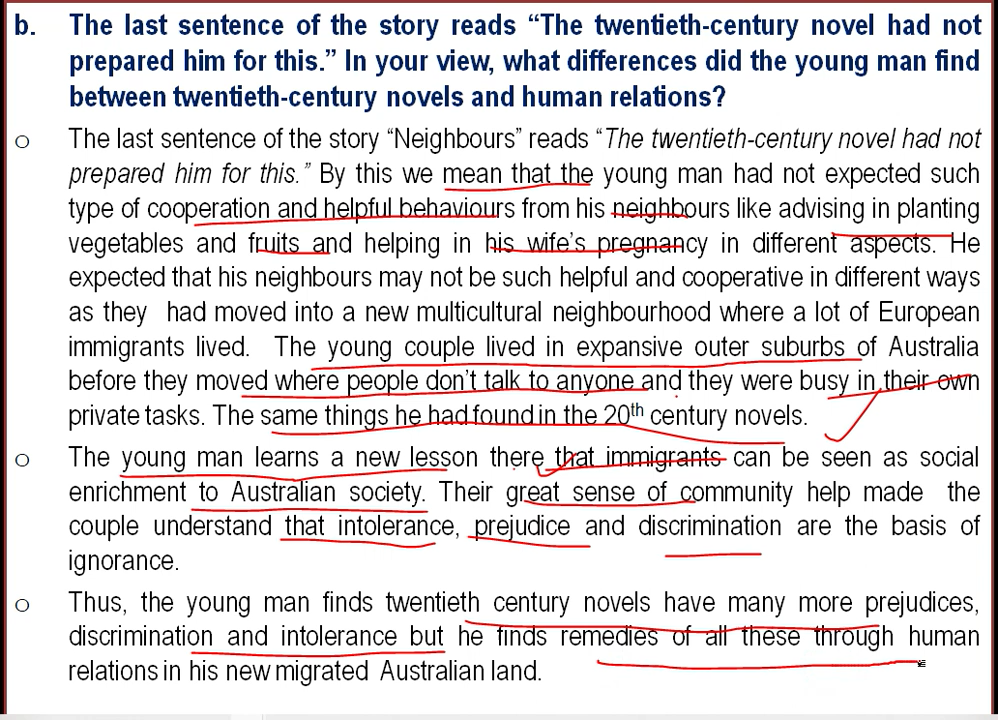 b. The last sentence of the story reads “The twentieth-century novel had not
prepared him for this.” In your view, what differences did the young man find
between twentieth-century novels and human relations?
o The last sentence of the story “Neighbours” reads “The twentieth-century novel had not
prepared him for this.” By this we mean that the young man had not expected such
type of cooperation and helpful behaviours from his neighbours like advising in planting
vegetables and fruits and helping in his wife’s pregnancy in different aspects. He
expected that his neighbours may not be such helpful and cooperative in different ways
as they had moved into a new multicultural neighbourhood where a lot of European
immigrants lived. The young couple lived in expansive outer suburbs of Australia
before they moved where people don’t talk to anyone and they were busy in their own
private tasks. The same things he had found in the 20th century novels.
o The young man learns a new lesson there that immigrants can be seen as social
enrichment to Australian society. Their great sense of community help made the
couple understand that intolerance, prejudice and discrimination are the basis of
ignorance.
o Thus, the young man finds twentieth century novels have many more prejudices,
discrimination and intolerance but he finds remedies of all these through human
relations in his new migrated Australian land.